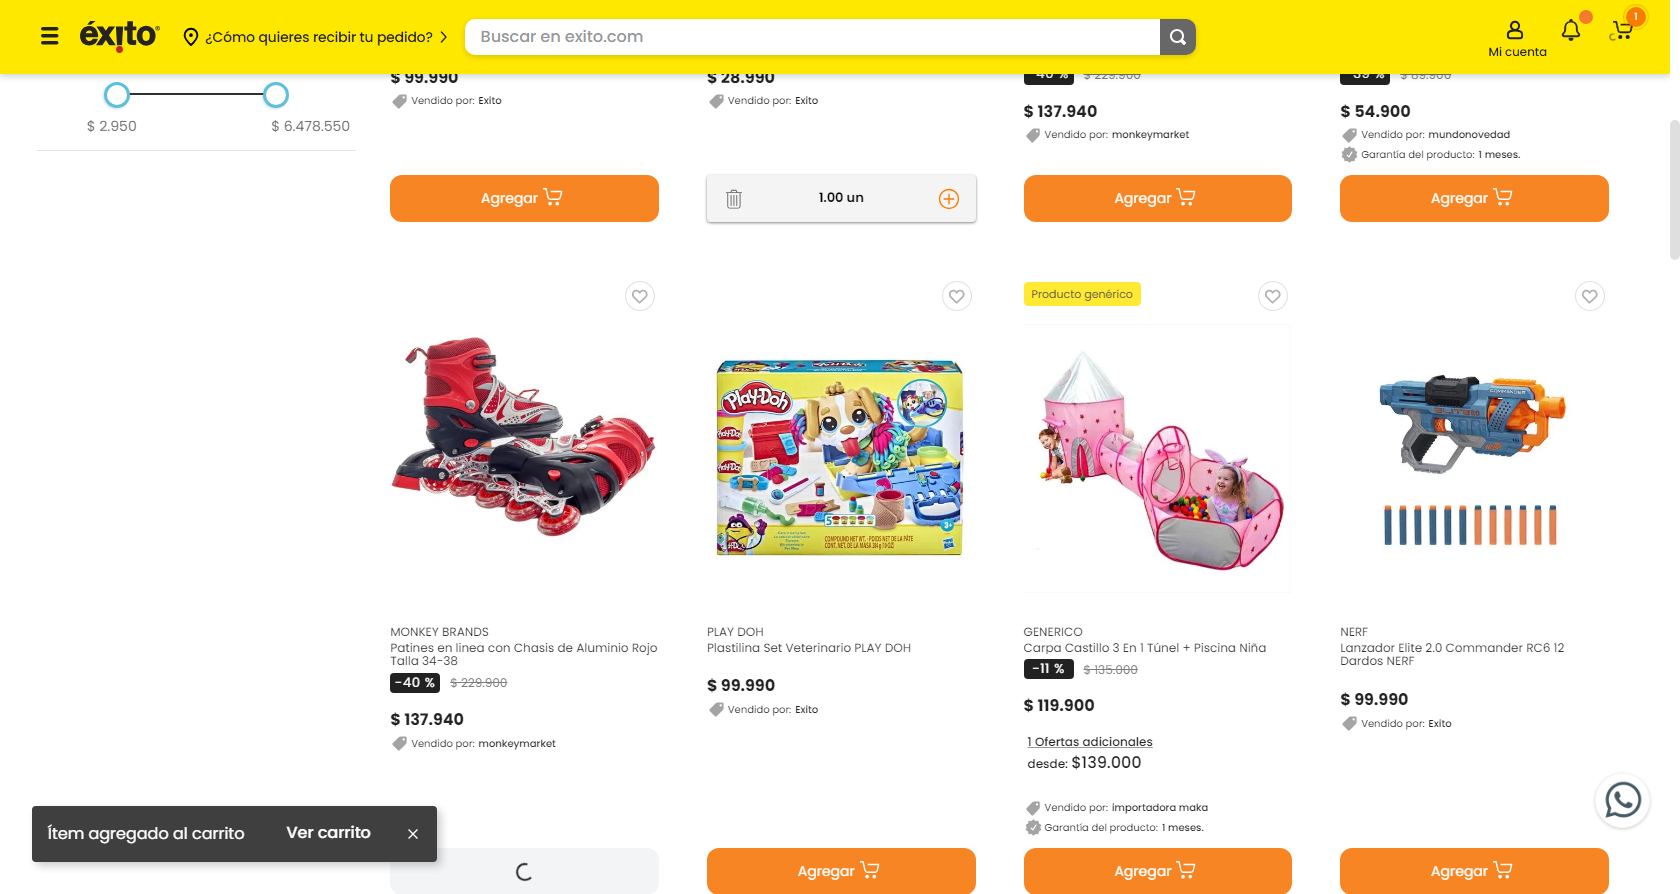 éxito
¿Cómo quieres recibir tu pedido?
Buscar en exito.com
Mi cuenta
1
$ 2.950
$ 6.478.550
$ 99.990
Vendido por: Exito
Agregar
$ 28.990
Vendido por: Exito
1.00 un
-40 % $ 229.900
$ 137.940
Vendido por: monkeymarket
Agregar
-39 % $ 89.900
$ 54.900
Vendido por: mundonovedad
Garantía del producto: 1 meses.
Agregar
MONKEY BRANDS
Patines en linea con Chasis de Aluminio Rojo
Talla 34-38
-40 % $ 229.900
$ 137.940
Vendido por: monkeymarket
Play-Doh
3+
PLAY DOH
Plastilina Set Veterinario PLAY DOH
$ 99.990
Vendido por: Exito
Agregar
Producto genérico
GENERICO
Carpa Castillo 3 En 1 Túnel + Piscina Niña
-11 % $ 135.000
$ 119.900
1 Ofertas adicionales
desde: $139.000
Vendido por: importadora maka
Garantía del producto: 1 meses.
Agregar
NERF
Lanzador Elite 2.0 Commander RC6 12
Dardos NERF
$ 99.990
Vendido por: Exito
Agregar
Ítem agregado al carrito
Ver carrito